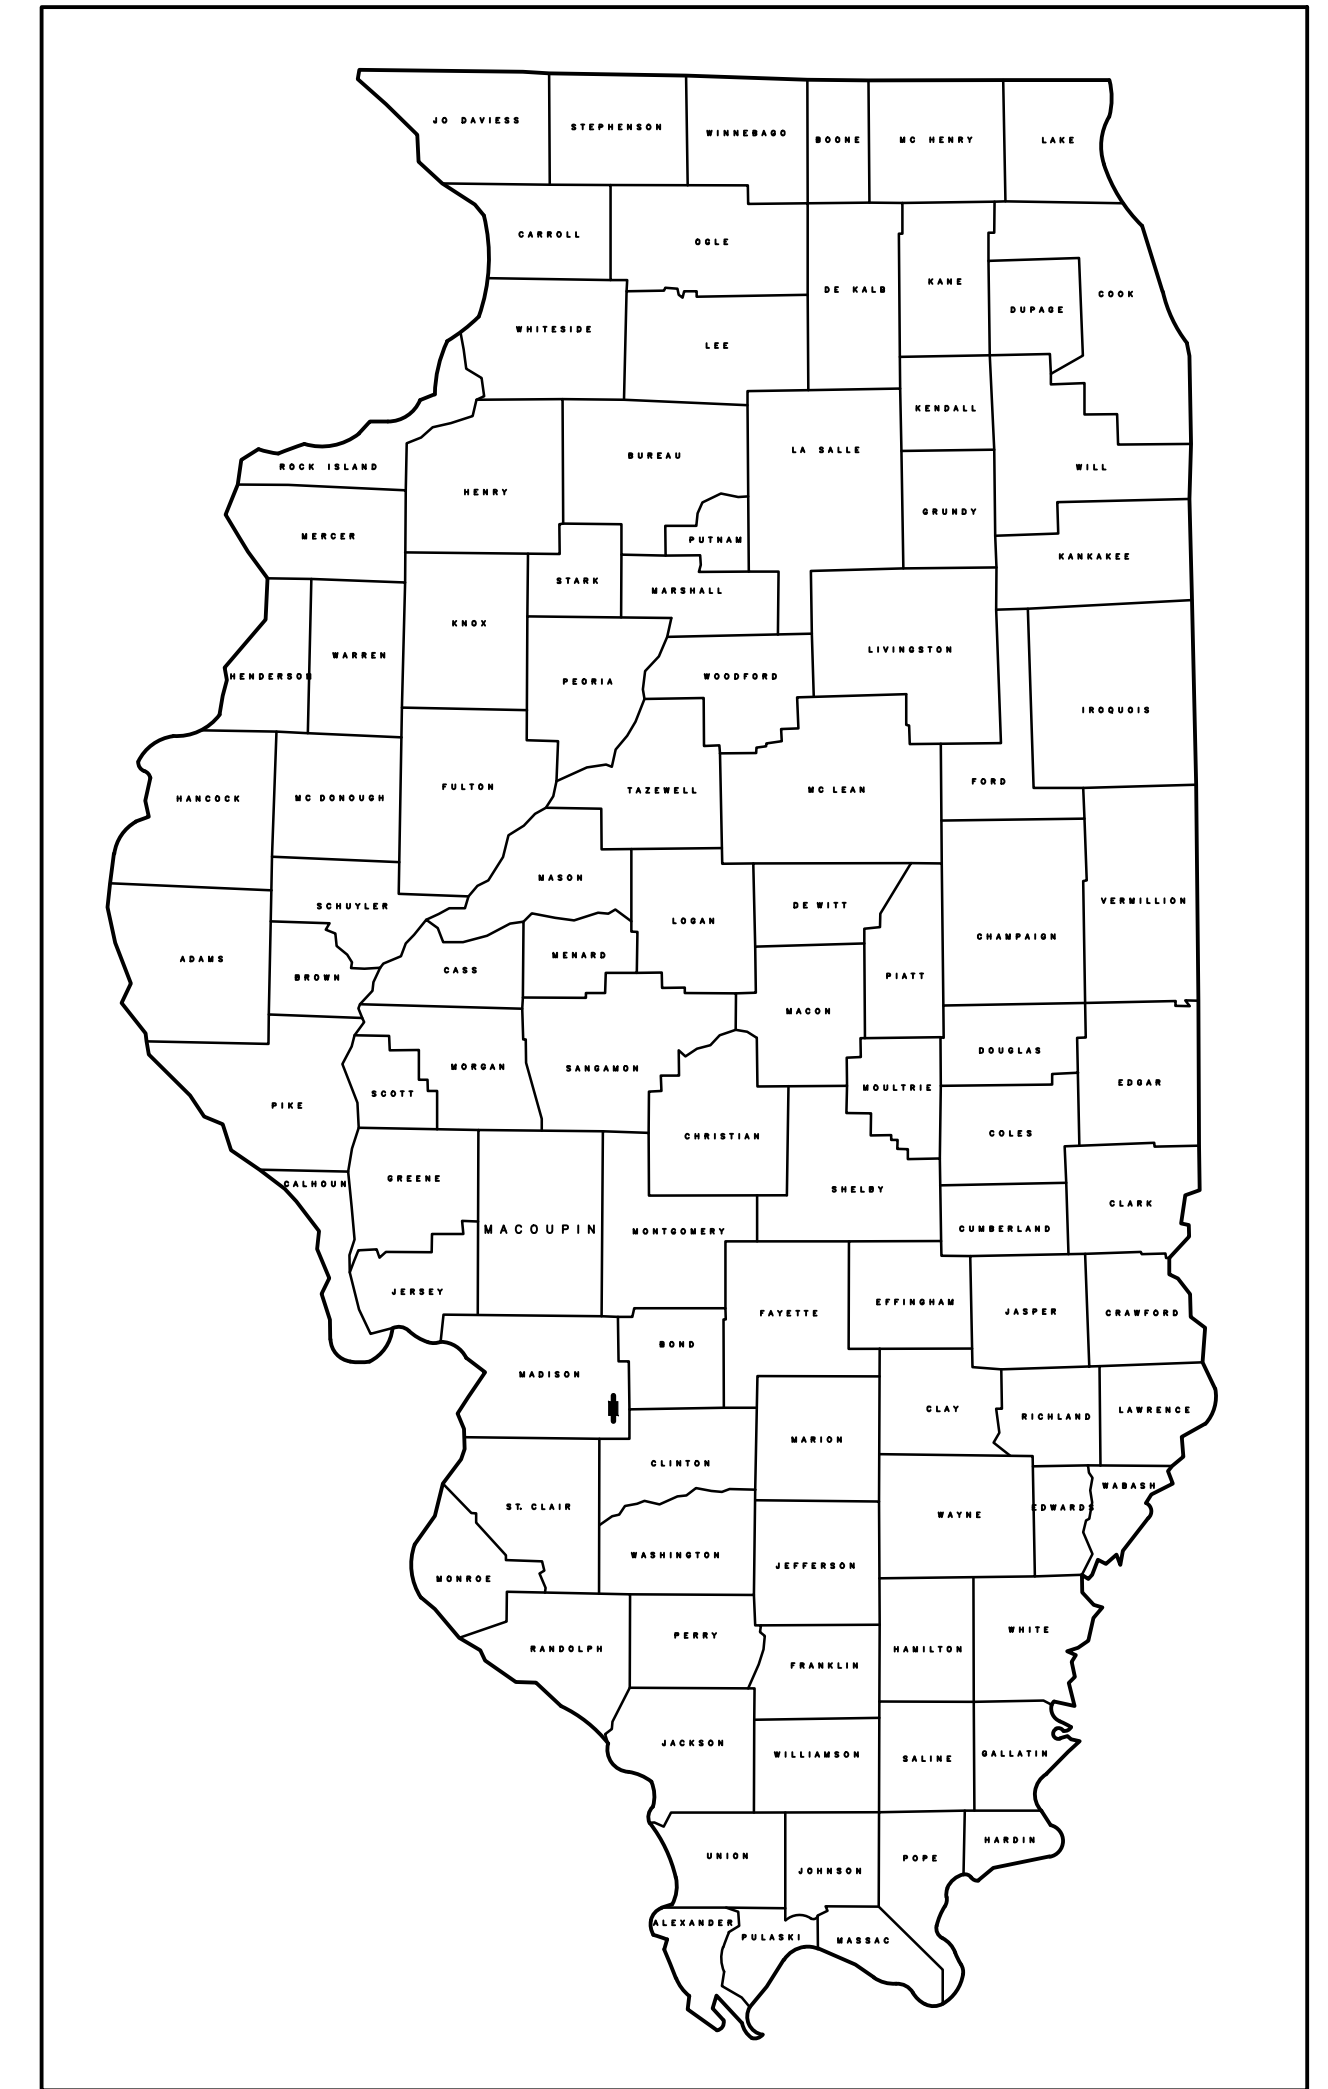 JO DAVIESS
STEPHENSON
WINNEBAGO
BOONE
MC HENRY
LAKE
CARROLL
OGLE
DE KALB
KANE
COOK
DUPAGE
WHITESIDE
LEE
KENDALL
ROCK ISLAND
HENRY
BUREAU
LA SALLE
WILL
GRUNDY
MERCER
PUTNAM
KANKAKEE
STARK
MARSHALL
KNOX
HENDERSON
WARREN
PEORIA
WOODFORD
LIVINGSTON
IROQUOIS
HANCOCK
MC DONOUGH
FULTON
TAZEWELL
MC LEAN
FORD
MASON
SCHUYLER
LOGAN
DE WITT
VERMILLION
CHAMPAIGN
ADAMS
BROWN
CASS
MENARD
PIATT
MACON
MORGAN
SANGAMON
DOUGLAS
EDGAR
SCOTT
MOULTRIE
PIKE
CHRISTIAN
COLES
CALHOUN
GREENE
SHELBY
CLARK
MACOUPIN
MONTGOMERY
CUMBERLAND
JERSEY
FAYETTE
EFFINGHAM
JASPER
CRAWFORD
MADISON
BOND
CLAY
RICHLAND
LAWRENCE
MARION
CLINTON
ST. CLAIR
WAYNE
EDWARDS
WABASH
WASHINGTON
JEFFERSON
MONROE
RANDOLPH
PERRY
FRANKLIN
HAMILTON
WHITE
JACKSON
WILLIAMSON
SALINE
GALLATIN
UNION
JOHNSON
POPE
HARDIN
ALEXANDER
PULASKI
MASSAC